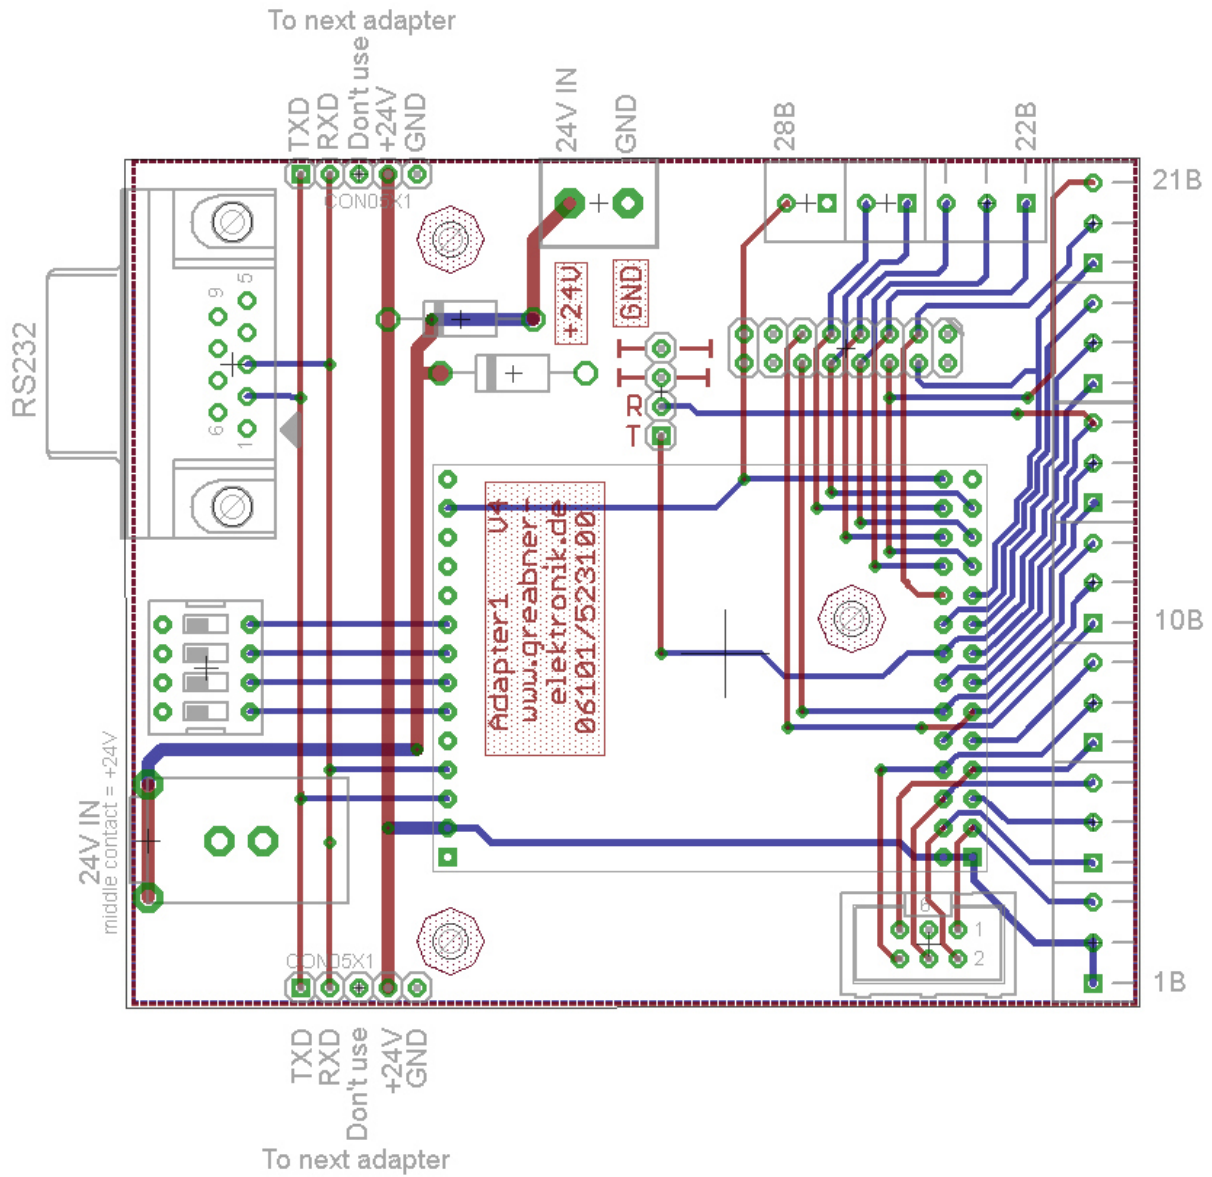 To next adapter
TXD
RXD
Don't use
+24V
GND
CON05X1
24V IN
GND
28B
22B
21B
+24V
GND
RS232
9
5
6
1
R
T
Adapter1 V4
www.greabner-
elektronik.de
06101/523100
10B
24V IN
middle contact = +24V
6
1
2
1B
CON05X1
TXD
RXD
Don't use
+24V
GND
To next adapter